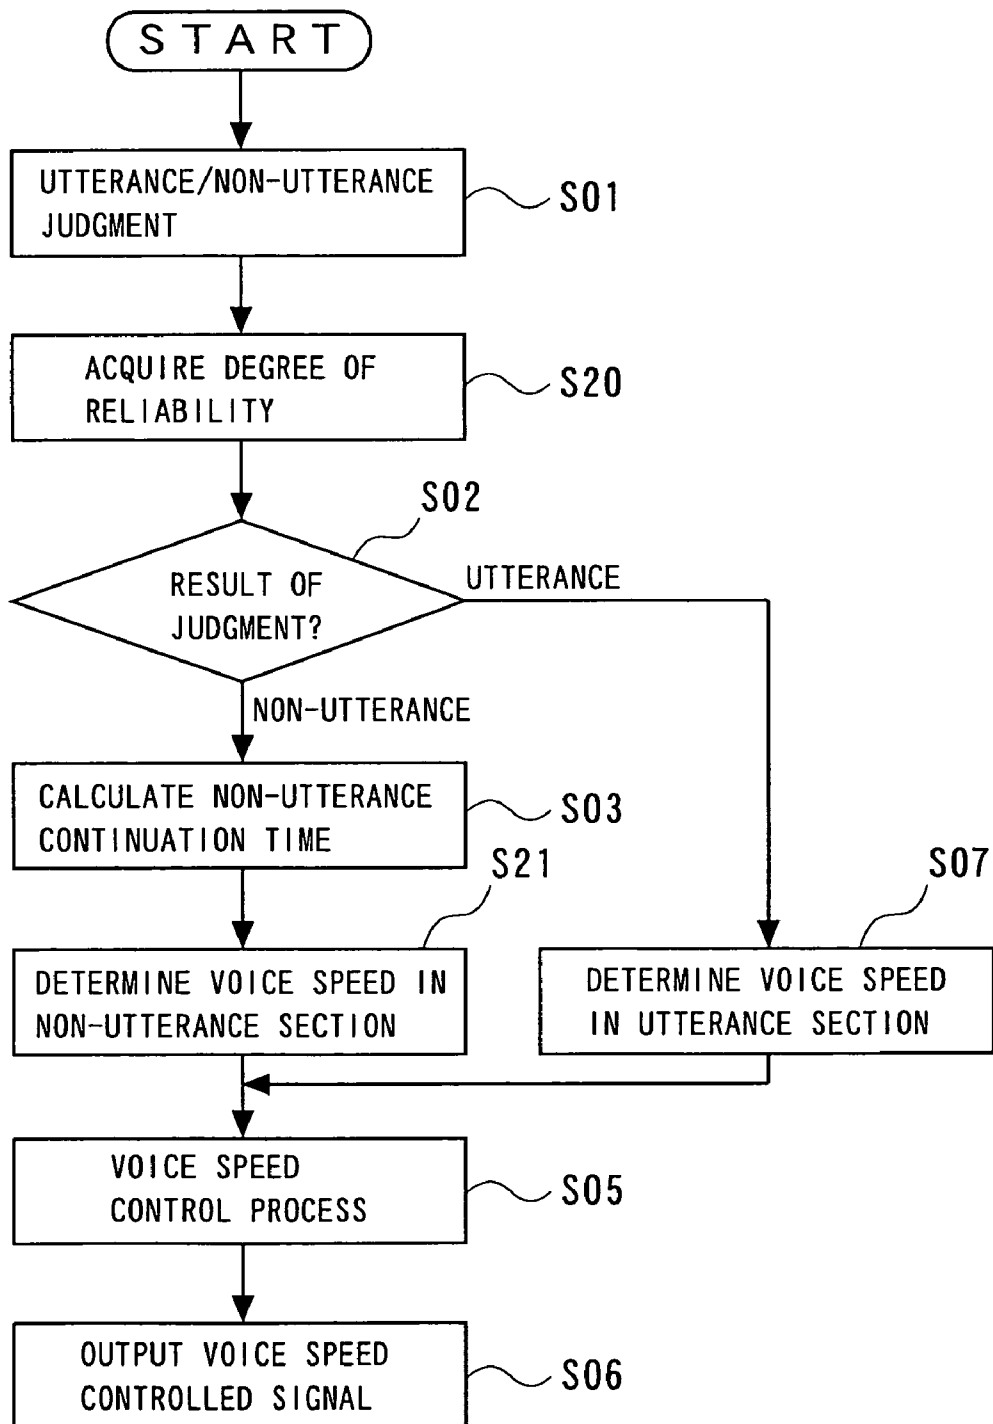 START
UTTERANCE/NON-UTTERANCE
JUDGMENT
S01
ACQUIRE DEGREE OF
RELIABILITY
S20
S02
RESULT OF
JUDGMENT?
UTTERANCE
NON-UTTERANCE
CALCULATE NON-UTTERANCE
CONTINUATION TIME
S03
S21
DETERMINE VOICE SPEED IN
NON-UTTERANCE SECTION
S07
DETERMINE VOICE SPEED
IN UTTERANCE SECTION
VOICE SPEED
CONTROL PROCESS
S05
OUTPUT VOICE SPEED
CONTROLLED SIGNAL
S06